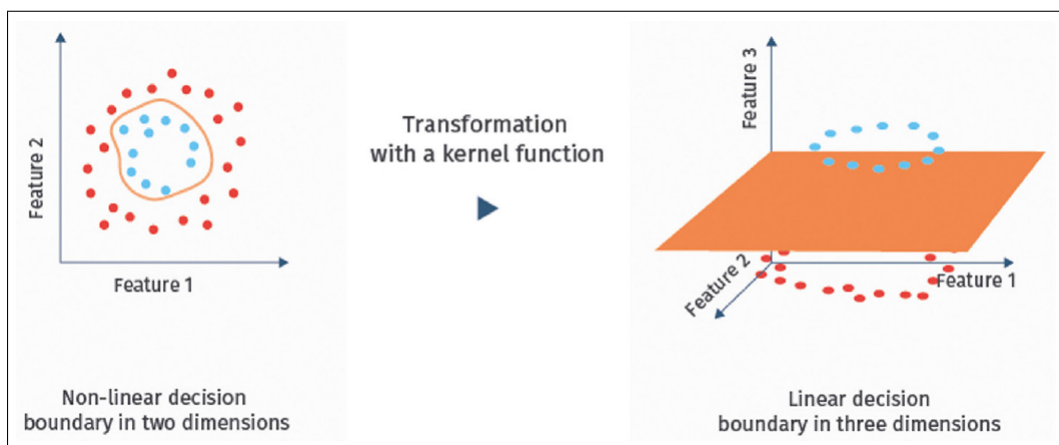 Feature 2
Feature 1
Non-linear decision
boundary in two dimensions
Transformation
with a kernel function
Feature 3
Feature 2
Feature 1
Linear decision
boundary in three dimensions